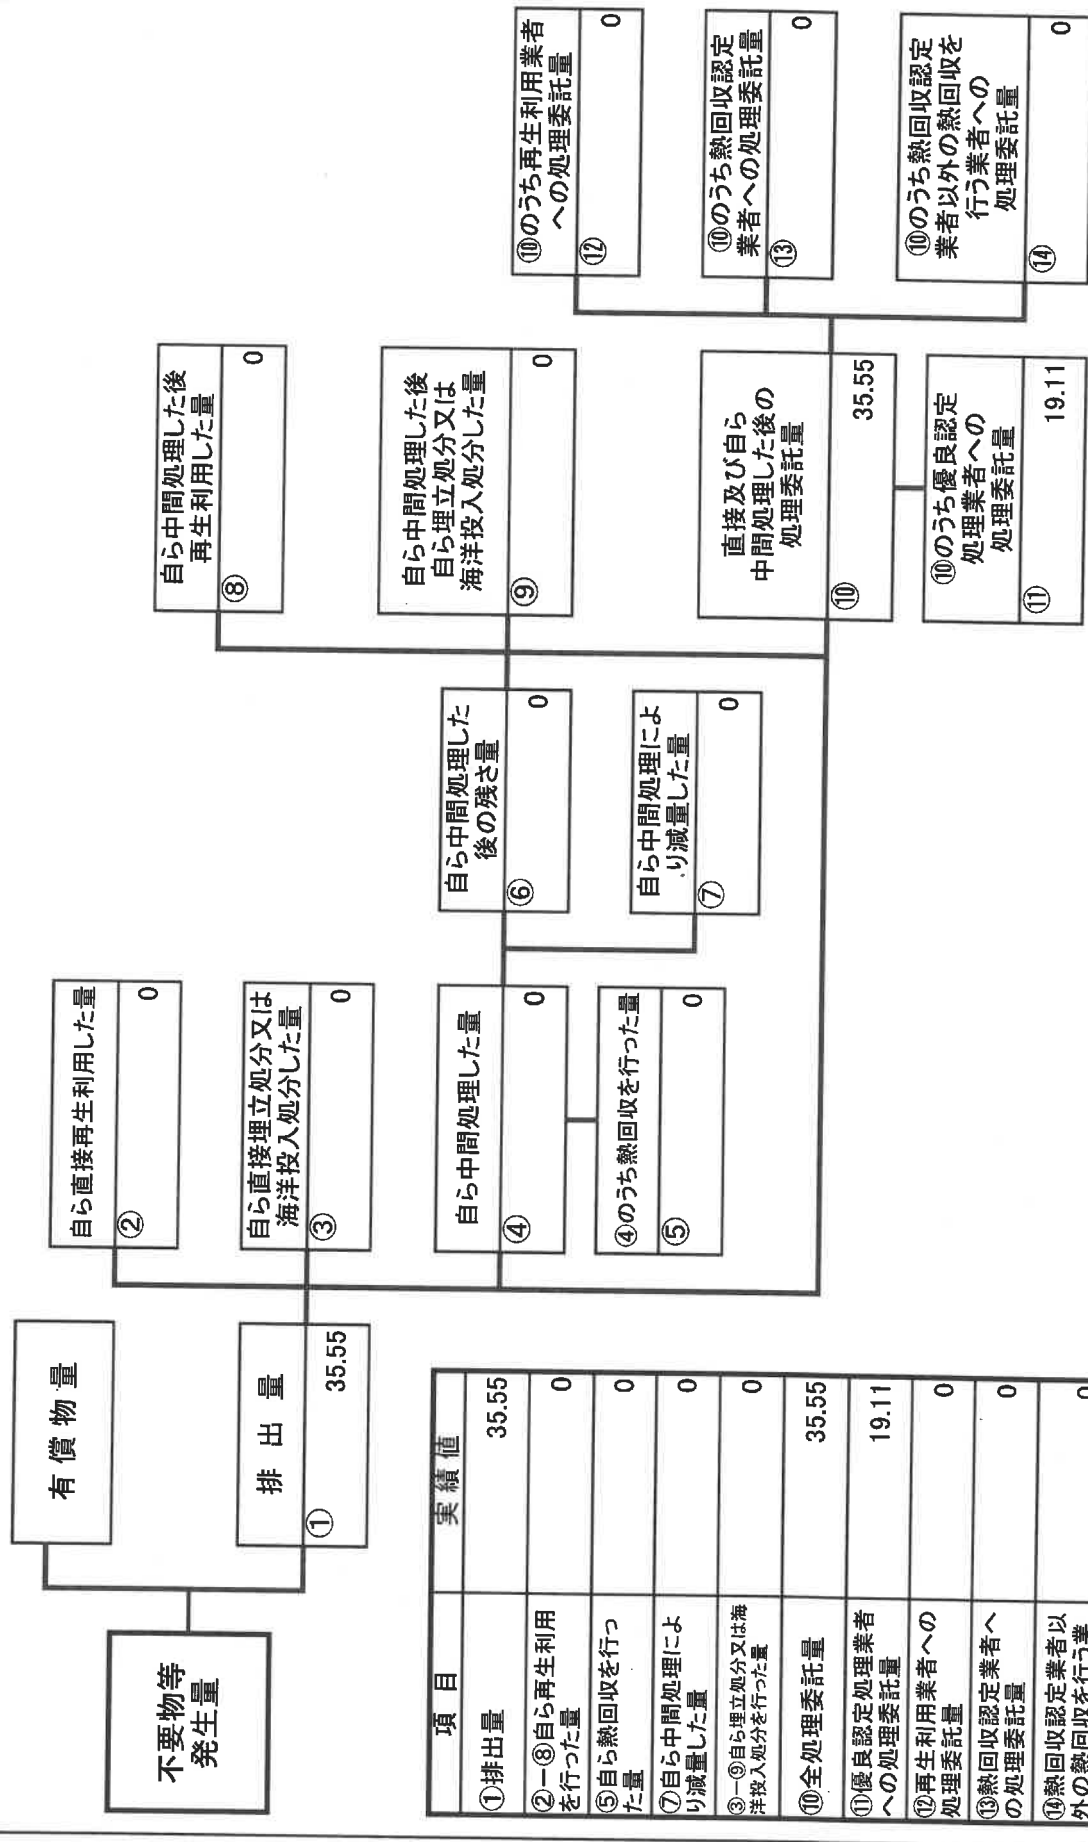 不要物等
発生量
有償物量
排出量
①
35.55
自ら直接再生利用した量
②
0
自ら直接埋立処分又は
海洋投入処分した量
③
0
自ら中間処理した量
④
0
④のうち熱回収を行った量
⑤
0
自ら中間処理した
後の残さ量
⑥
0
自ら中間処理によ
り減量した量
⑦
0
自ら中間処理した後
再生利用した量
⑧
0
自ら中間処理した後
自ら埋立処分又は
海洋投入処分した量
⑨
0
直接及び自ら
中間処理した後の
処理委託量
⑩
35.55
⑩のうち優良認定
処理業者への
処理委託量
⑪
19.11
⑩のうち再生利用業者
への処理委託量
⑫
0
⑩のうち熱回収認定
業者への処理委託量
⑬
0
⑩のうち熱回収認定
業者以外の熱回収を
行う業者への
処理委託量
⑭
0
項目 実績値
①排出量 35.55
②ー⑧自ら再生利用
を行った量 0
⑤自ら熱回収を行っ
た量 0
⑦自ら中間処理によ
り減量した量 0
③ー⑨自ら埋立処分又は海
洋投入処分を行った量 0
⑩全処理委託量 35.55
⑪優良認定処理業者
への処理委託量 19.11
⑫再生利用業者への
処理委託量 0
⑬熱回収認定業者へ
の処理委託量 0
⑭熱回収認定業者以
外の熱回収を行う業 0